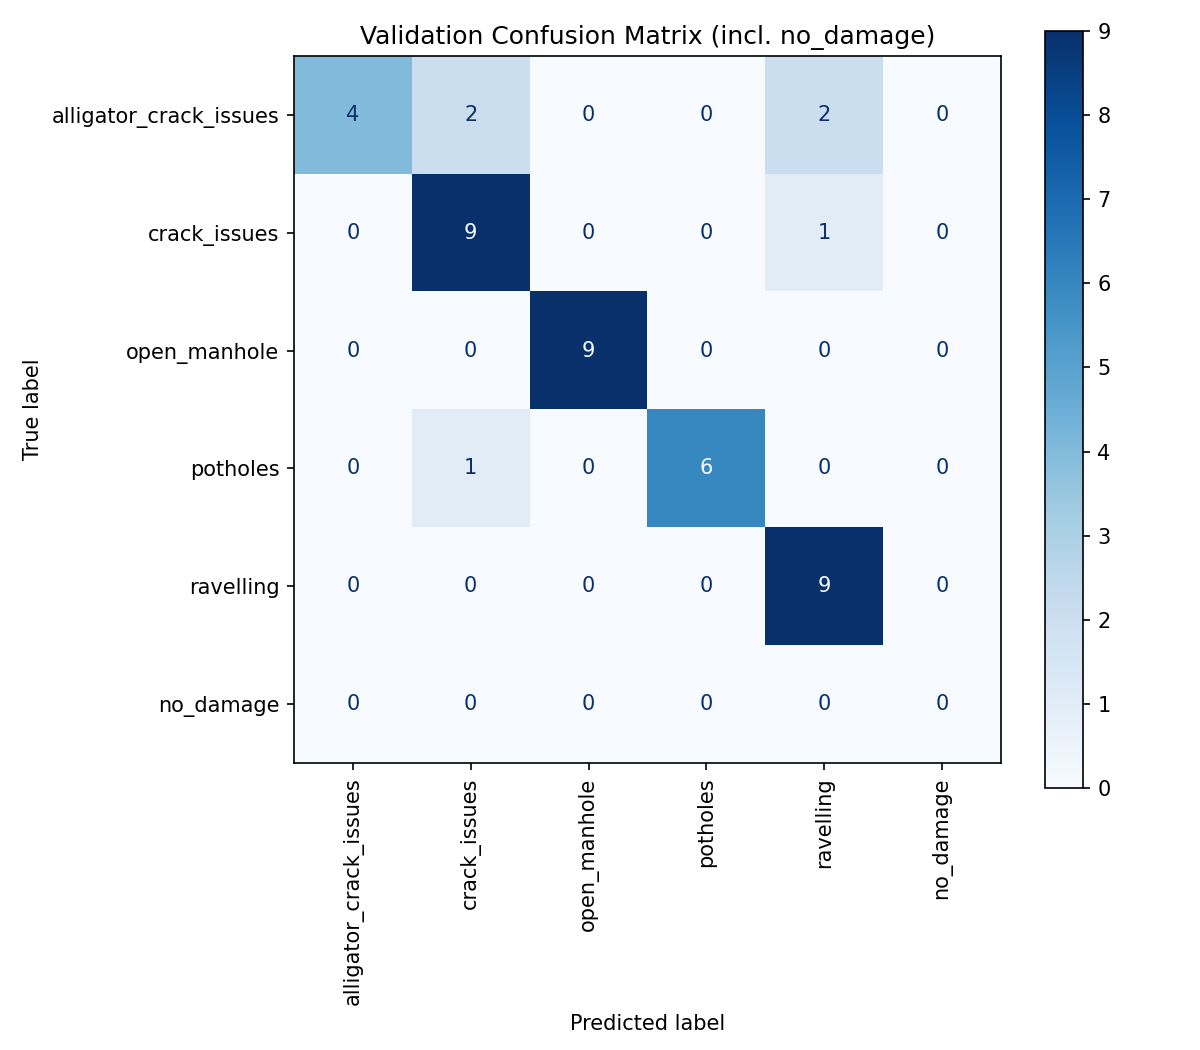 Validation Confusion Matrix (incl. no_damage)
True label
alligator_crack_issues 4 2 0 0 2 0
crack_issues 0 9 0 0 1 0
open_manhole 0 0 9 0 0 0
potholes 0 1 0 6 0 0
ravelling 0 0 0 0 9 0
no_damage 0 0 0 0 0 0
alligator_crack_issues
crack_issues
open_manhole
potholes
ravelling
no_damage
Predicted label
9
8
7
6
5
4
3
2
1
0